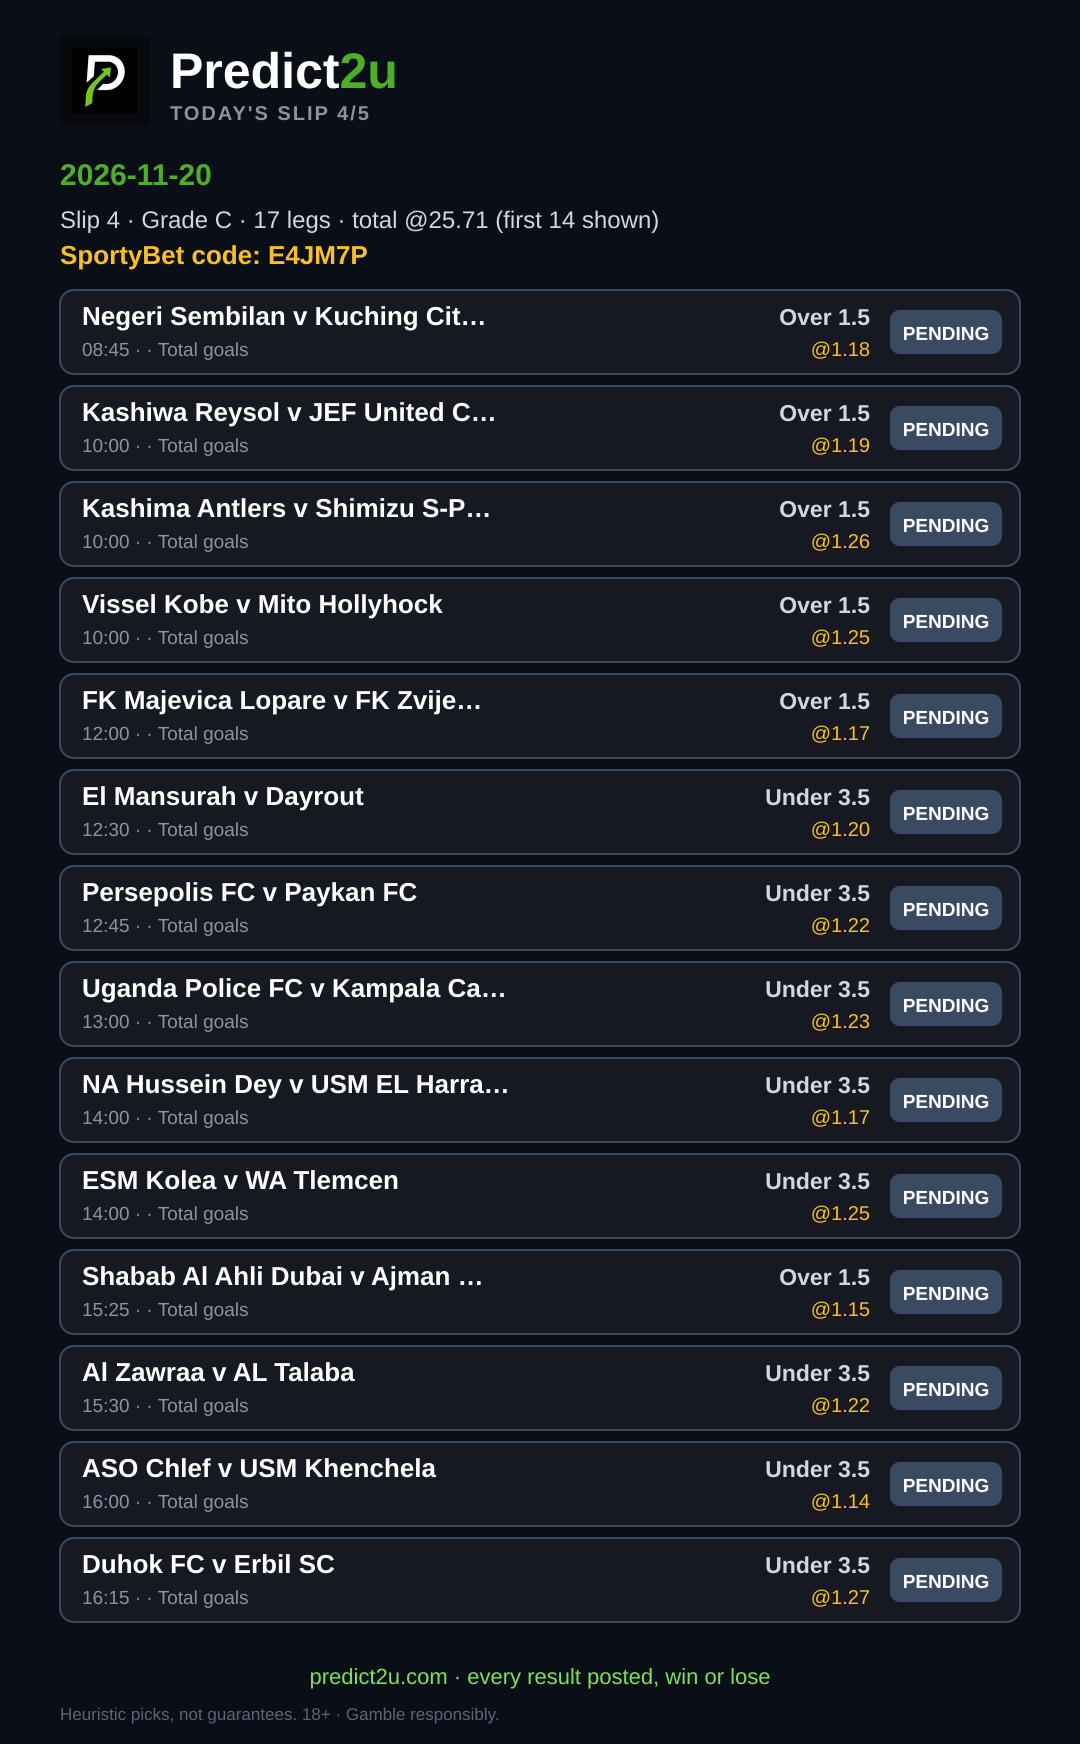 Predict2u
TODAY'S SLIP 4/5
2026-11-20
Slip 4 · Grade C · 17 legs · total @25.71 (first 14 shown)
SportyBet code: E4JM7P
Negeri Sembilan v Kuching Cit…
Over 1.5
PENDING
08:45 · · Total goals
@1.18
Kashiwa Reysol v JEF United C…
Over 1.5
PENDING
10:00 · · Total goals
@1.19
Kashima Antlers v Shimizu S-P…
Over 1.5
PENDING
10:00 · · Total goals
@1.26
Vissel Kobe v Mito Hollyhock
Over 1.5
PENDING
10:00 · · Total goals
@1.25
FK Majevica Lopare v FK Zvije…
Over 1.5
PENDING
12:00 · · Total goals
@1.17
El Mansurah v Dayrout
Under 3.5
PENDING
12:30 · · Total goals
@1.20
Persepolis FC v Paykan FC
Under 3.5
PENDING
12:45 · · Total goals
@1.22
Uganda Police FC v Kampala Ca…
Under 3.5
PENDING
13:00 · · Total goals
@1.23
NA Hussein Dey v USM EL Harra…
Under 3.5
PENDING
14:00 · · Total goals
@1.17
ESM Kolea v WA Tlemcen
Under 3.5
PENDING
14:00 · · Total goals
@1.25
Shabab Al Ahli Dubai v Ajman …
Over 1.5
PENDING
15:25 · · Total goals
@1.15
Al Zawraa v AL Talaba
Under 3.5
PENDING
15:30 · · Total goals
@1.22
ASO Chlef v USM Khenchela
Under 3.5
PENDING
16:00 · · Total goals
@1.14
Duhok FC v Erbil SC
Under 3.5
PENDING
16:15 · · Total goals
@1.27
predict2u.com · every result posted, win or lose
Heuristic picks, not guarantees. 18+ · Gamble responsibly.